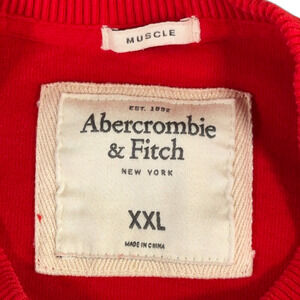 MUSCLE
EST. 1892
Abercrombie
& Fitch
NEW YORK
XXL
MADE IN CHINA